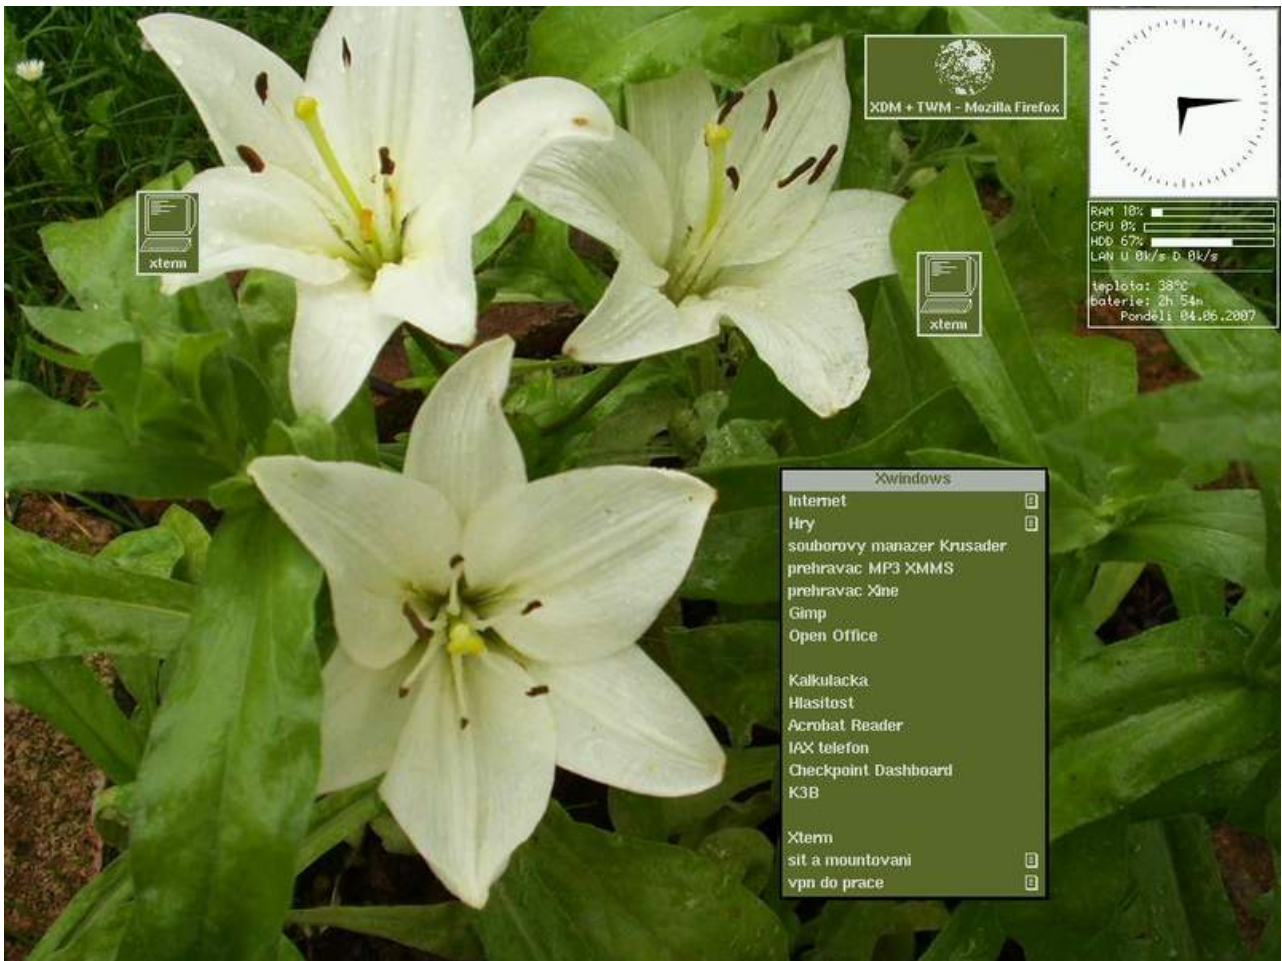 XDM + TWM - Mozilla Firefox
xterm
xterm
RAM 10%
CPU 0%
HDD 67%
LAN U 0k/s D 0k/s
teplota: 38°C
baterie: 2h 54m
Pondělí 04.06.2007
Xwindows
Internet
Hry
souborovy manazer Krusader
prehravac MP3 XMMS
prehravac Xine
Gimp
Open Office
Kalkulacka
Hlasitost
Acrobat Reader
IAX telefon
Checkpoint Dashboard
K3B
Xterm
sit a mountovani
vpn do prace